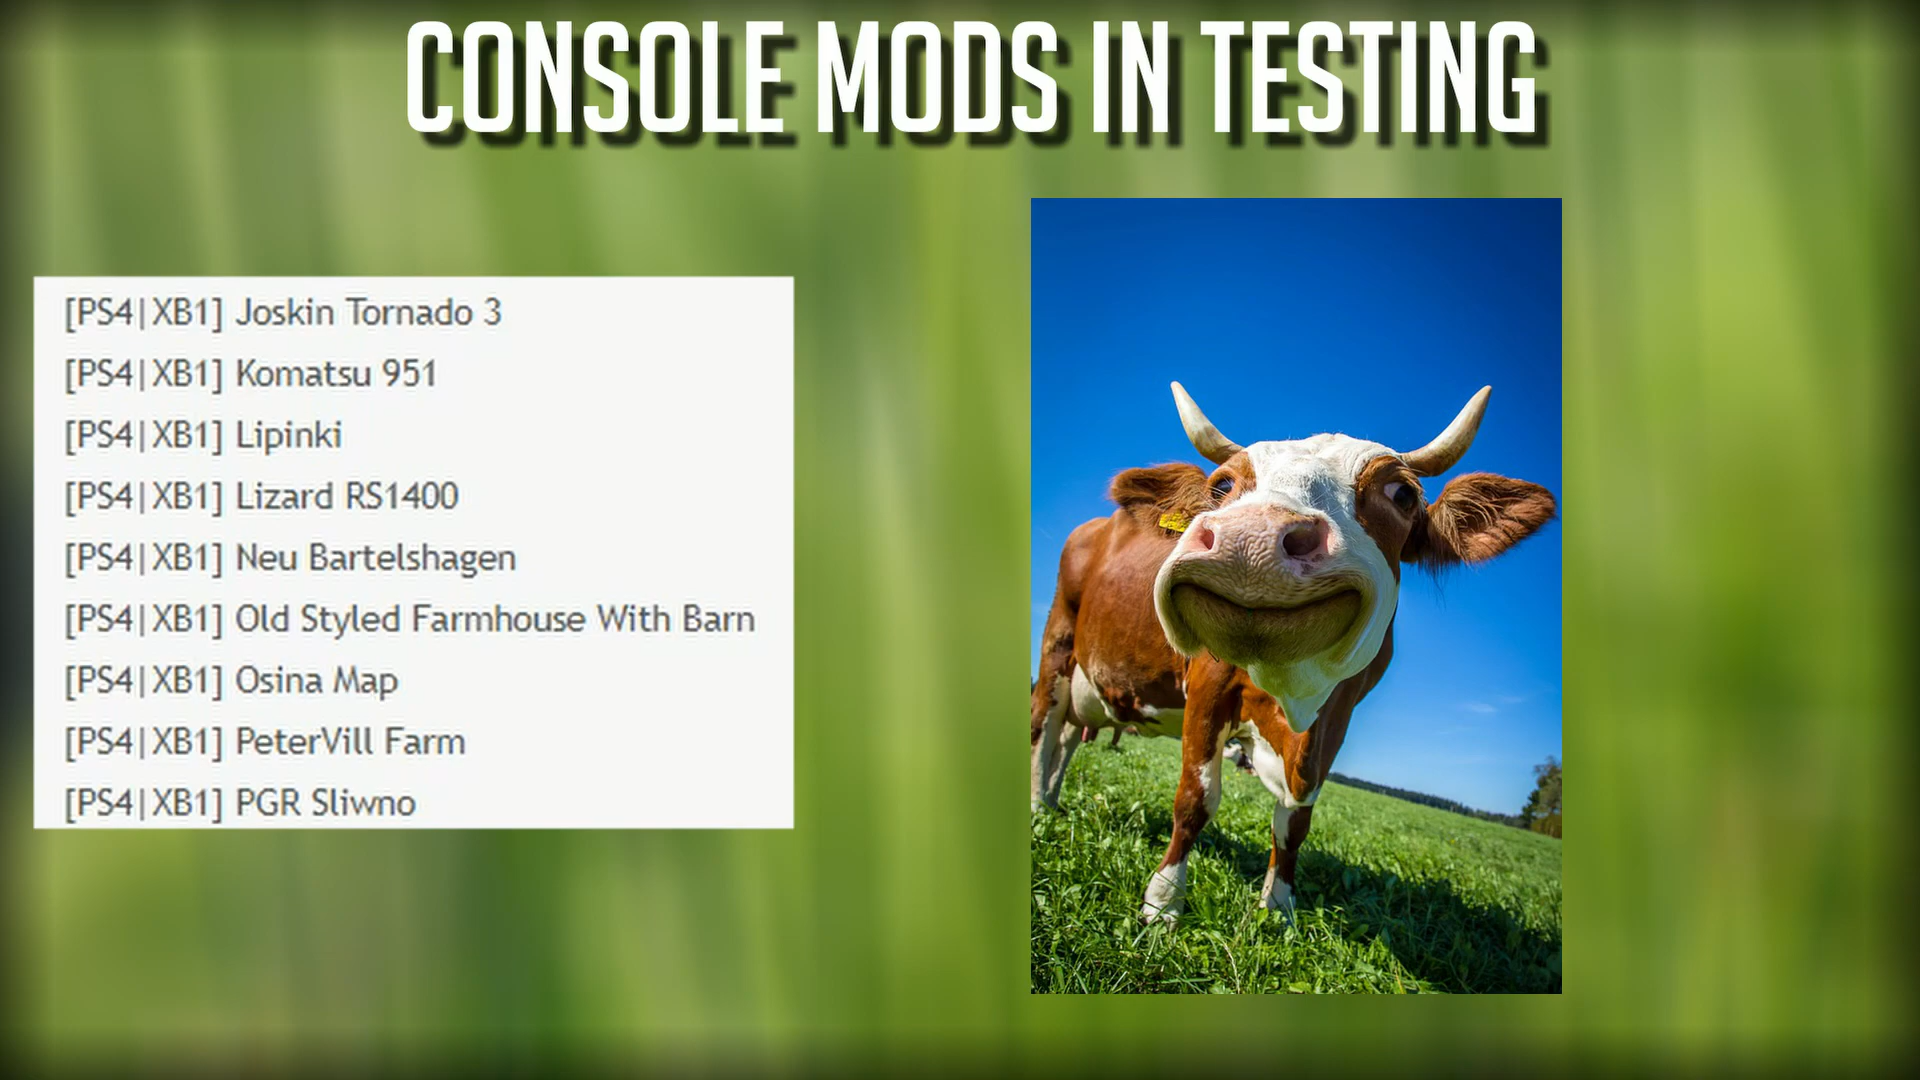 CONSOLE MODS IN TESTING
[PS4|XB1] Joskin Tornado 3
[PS4|XB1] Komatsu 951
[PS4|XB1] Lipinki
[PS4|XB1] Lizard RS1400
[PS4|XB1] Neu Bartelshagen
[PS4|XB1] Old Styled Farmhouse With Barn
[PS4|XB1] Osina Map
[PS4|XB1] PeterVill Farm
[PS4|XB1] PGR Sliwno